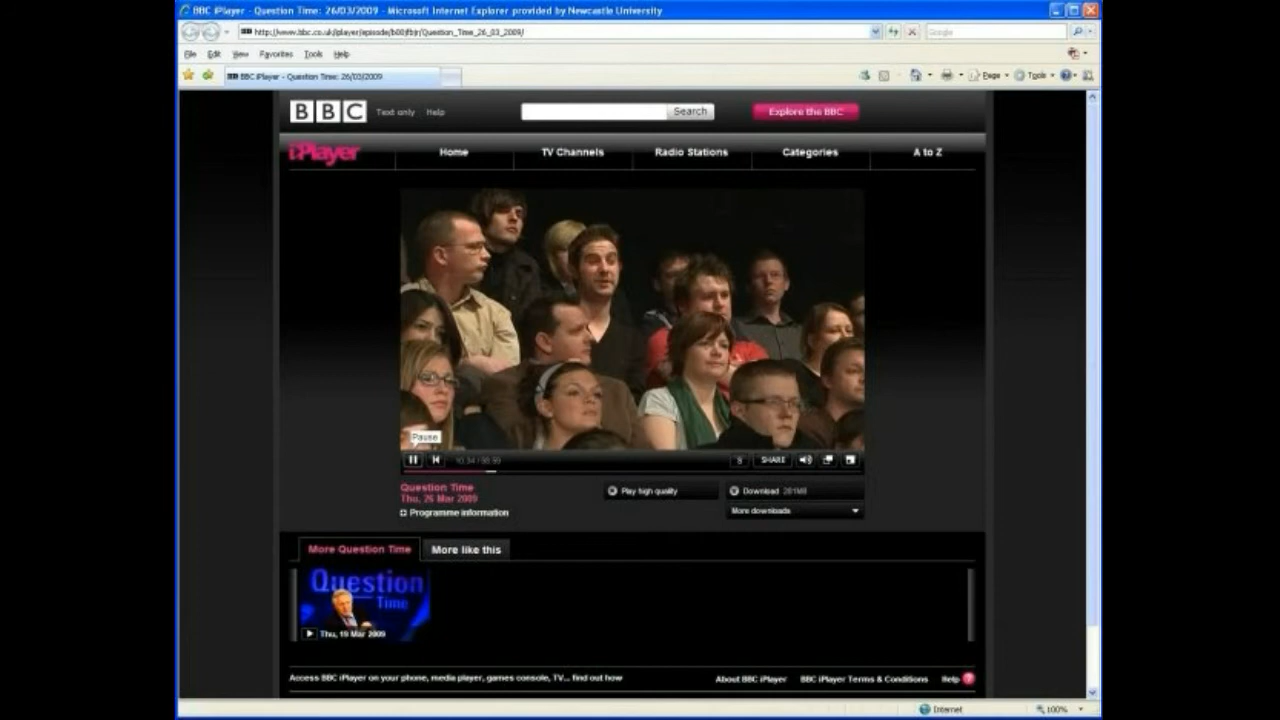 BBC iPlayer - Question Time: 26/03/2009 - Microsoft Internet Explorer provided by Newcastle University
File Edit View Favorites Tools Help
BBC iPlayer - Question Time: 26/03/2009
Page Tools
BBC Text only Help Search Explore the BBC
iPlayer Home TV Channels Radio Stations Categories A to Z
Pause
SHARE
Question Time
Thu, 26 Mar 2009
Programme information
Play high quality
Download 281MB
More downloads
More Question Time More like this
Question
Time
Thu, 19 Mar 2009
Access BBC iPlayer on your phone, media player, games console, TV... find out how
About BBC iPlayer BBC iPlayer Terms & Conditions Help ?
Internet 100%